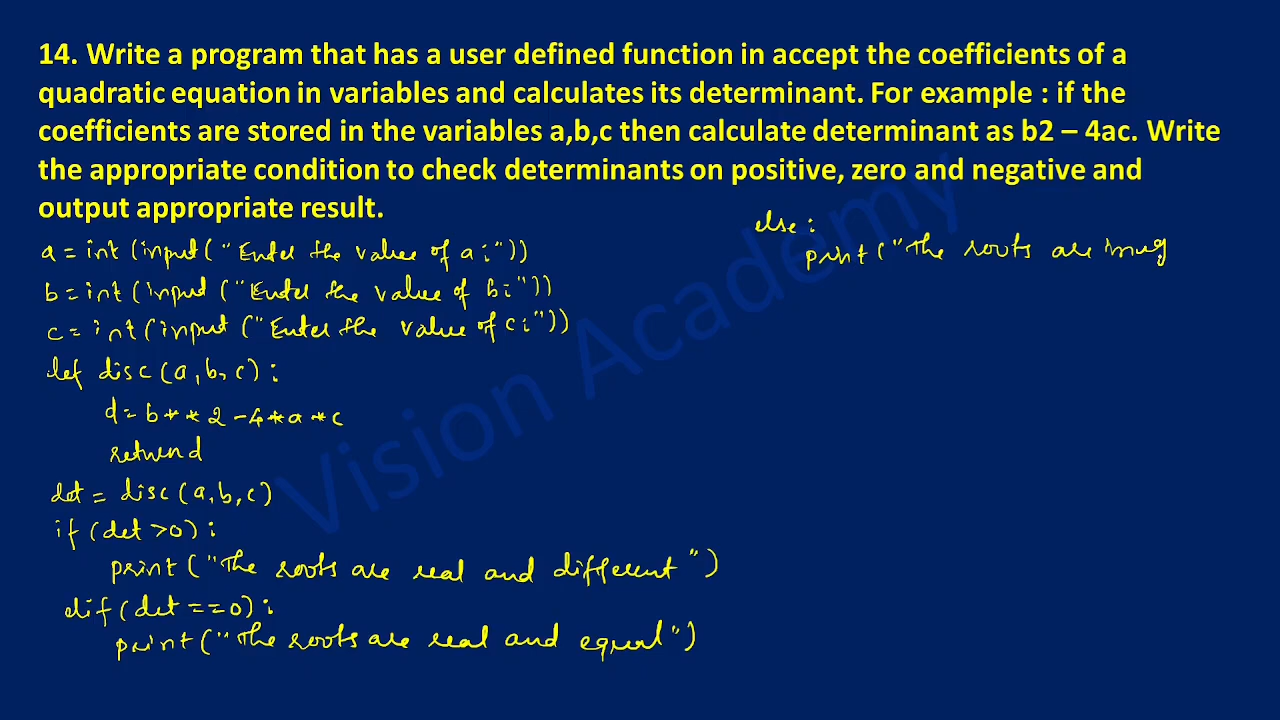 14. Write a program that has a user defined function in accept the coefficients of a
quadratic equation in variables and calculates its determinant. For example : if the
coefficients are stored in the variables a,b,c then calculate determinant as b2 – 4ac. Write
the appropriate condition to check determinants on positive, zero and negative and
output appropriate result.
a = int (input ("Enter the value of a:"))
b = int (input ("Enter the value of b:"))
c = int (input ("Enter the value of c:"))
def disc (a, b, c) :
d = b**2 - 4*a*c
return d
det = disc (a, b, c)
if (det >0) :
print ("The roots are real and different")
elif (det ==0) :
print ("The roots are real and equal")
else :
print ("The roots are imag
Vision Academy